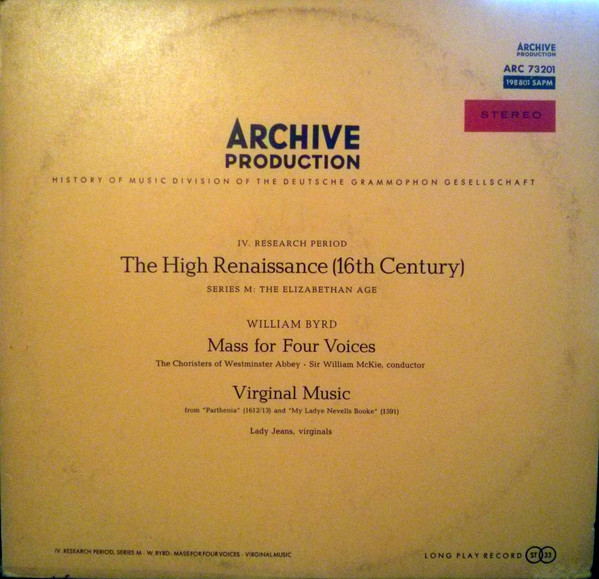 ARCHIVE
PRODUCTION
ARC 73201
198801 SAPM
STEREO
ARCHIVE
PRODUCTION
HISTORY OF MUSIC DIVISION OF THE DEUTSCHE GRAMMOPHON GESELLSCHAFT
IV. RESEARCH PERIOD
The High Renaissance (16th Century)
SERIES M: THE ELIZABETHAN AGE
WILLIAM BYRD
Mass for Four Voices
The Choristers of Westminster Abbey · Sir William McKie, conductor
Virginal Music
from "Parthenia" (1612/13) and "My Ladye Nevells Booke" (1591)
Lady Jeans, virginals
IV. RESEARCH PERIOD, SERIES M · W. BYRD: MASS FOR FOUR VOICES · VIRGINAL MUSIC
LONG PLAY RECORD ST 33